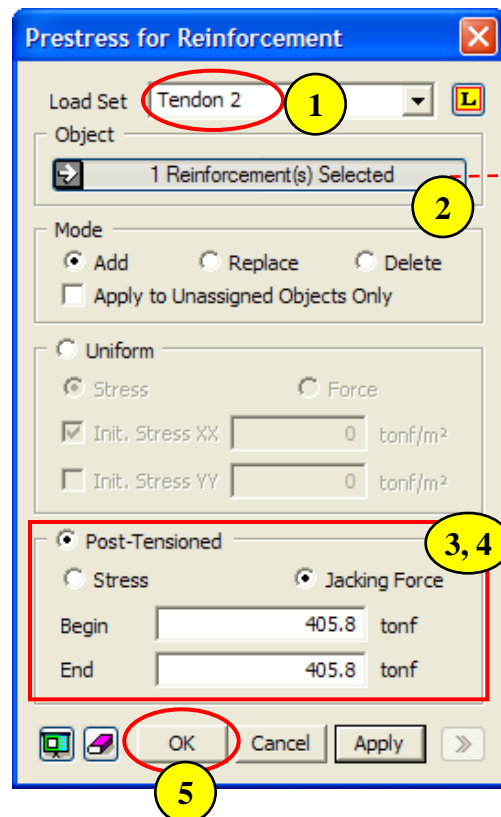 Prestress for Reinforcement
Load Set Tendon 2 1 L
Object
1 Reinforcement(s) Selected
2
Mode
Add Replace Delete
Apply to Unassigned Objects Only
Uniform
Stress Force
Init. Stress XX 0 tonf/m²
Init. Stress YY 0 tonf/m²
Post-Tensioned 3, 4
Stress Jacking Force
Begin 405.8 tonf
End 405.8 tonf
OK Cancel Apply >>
5